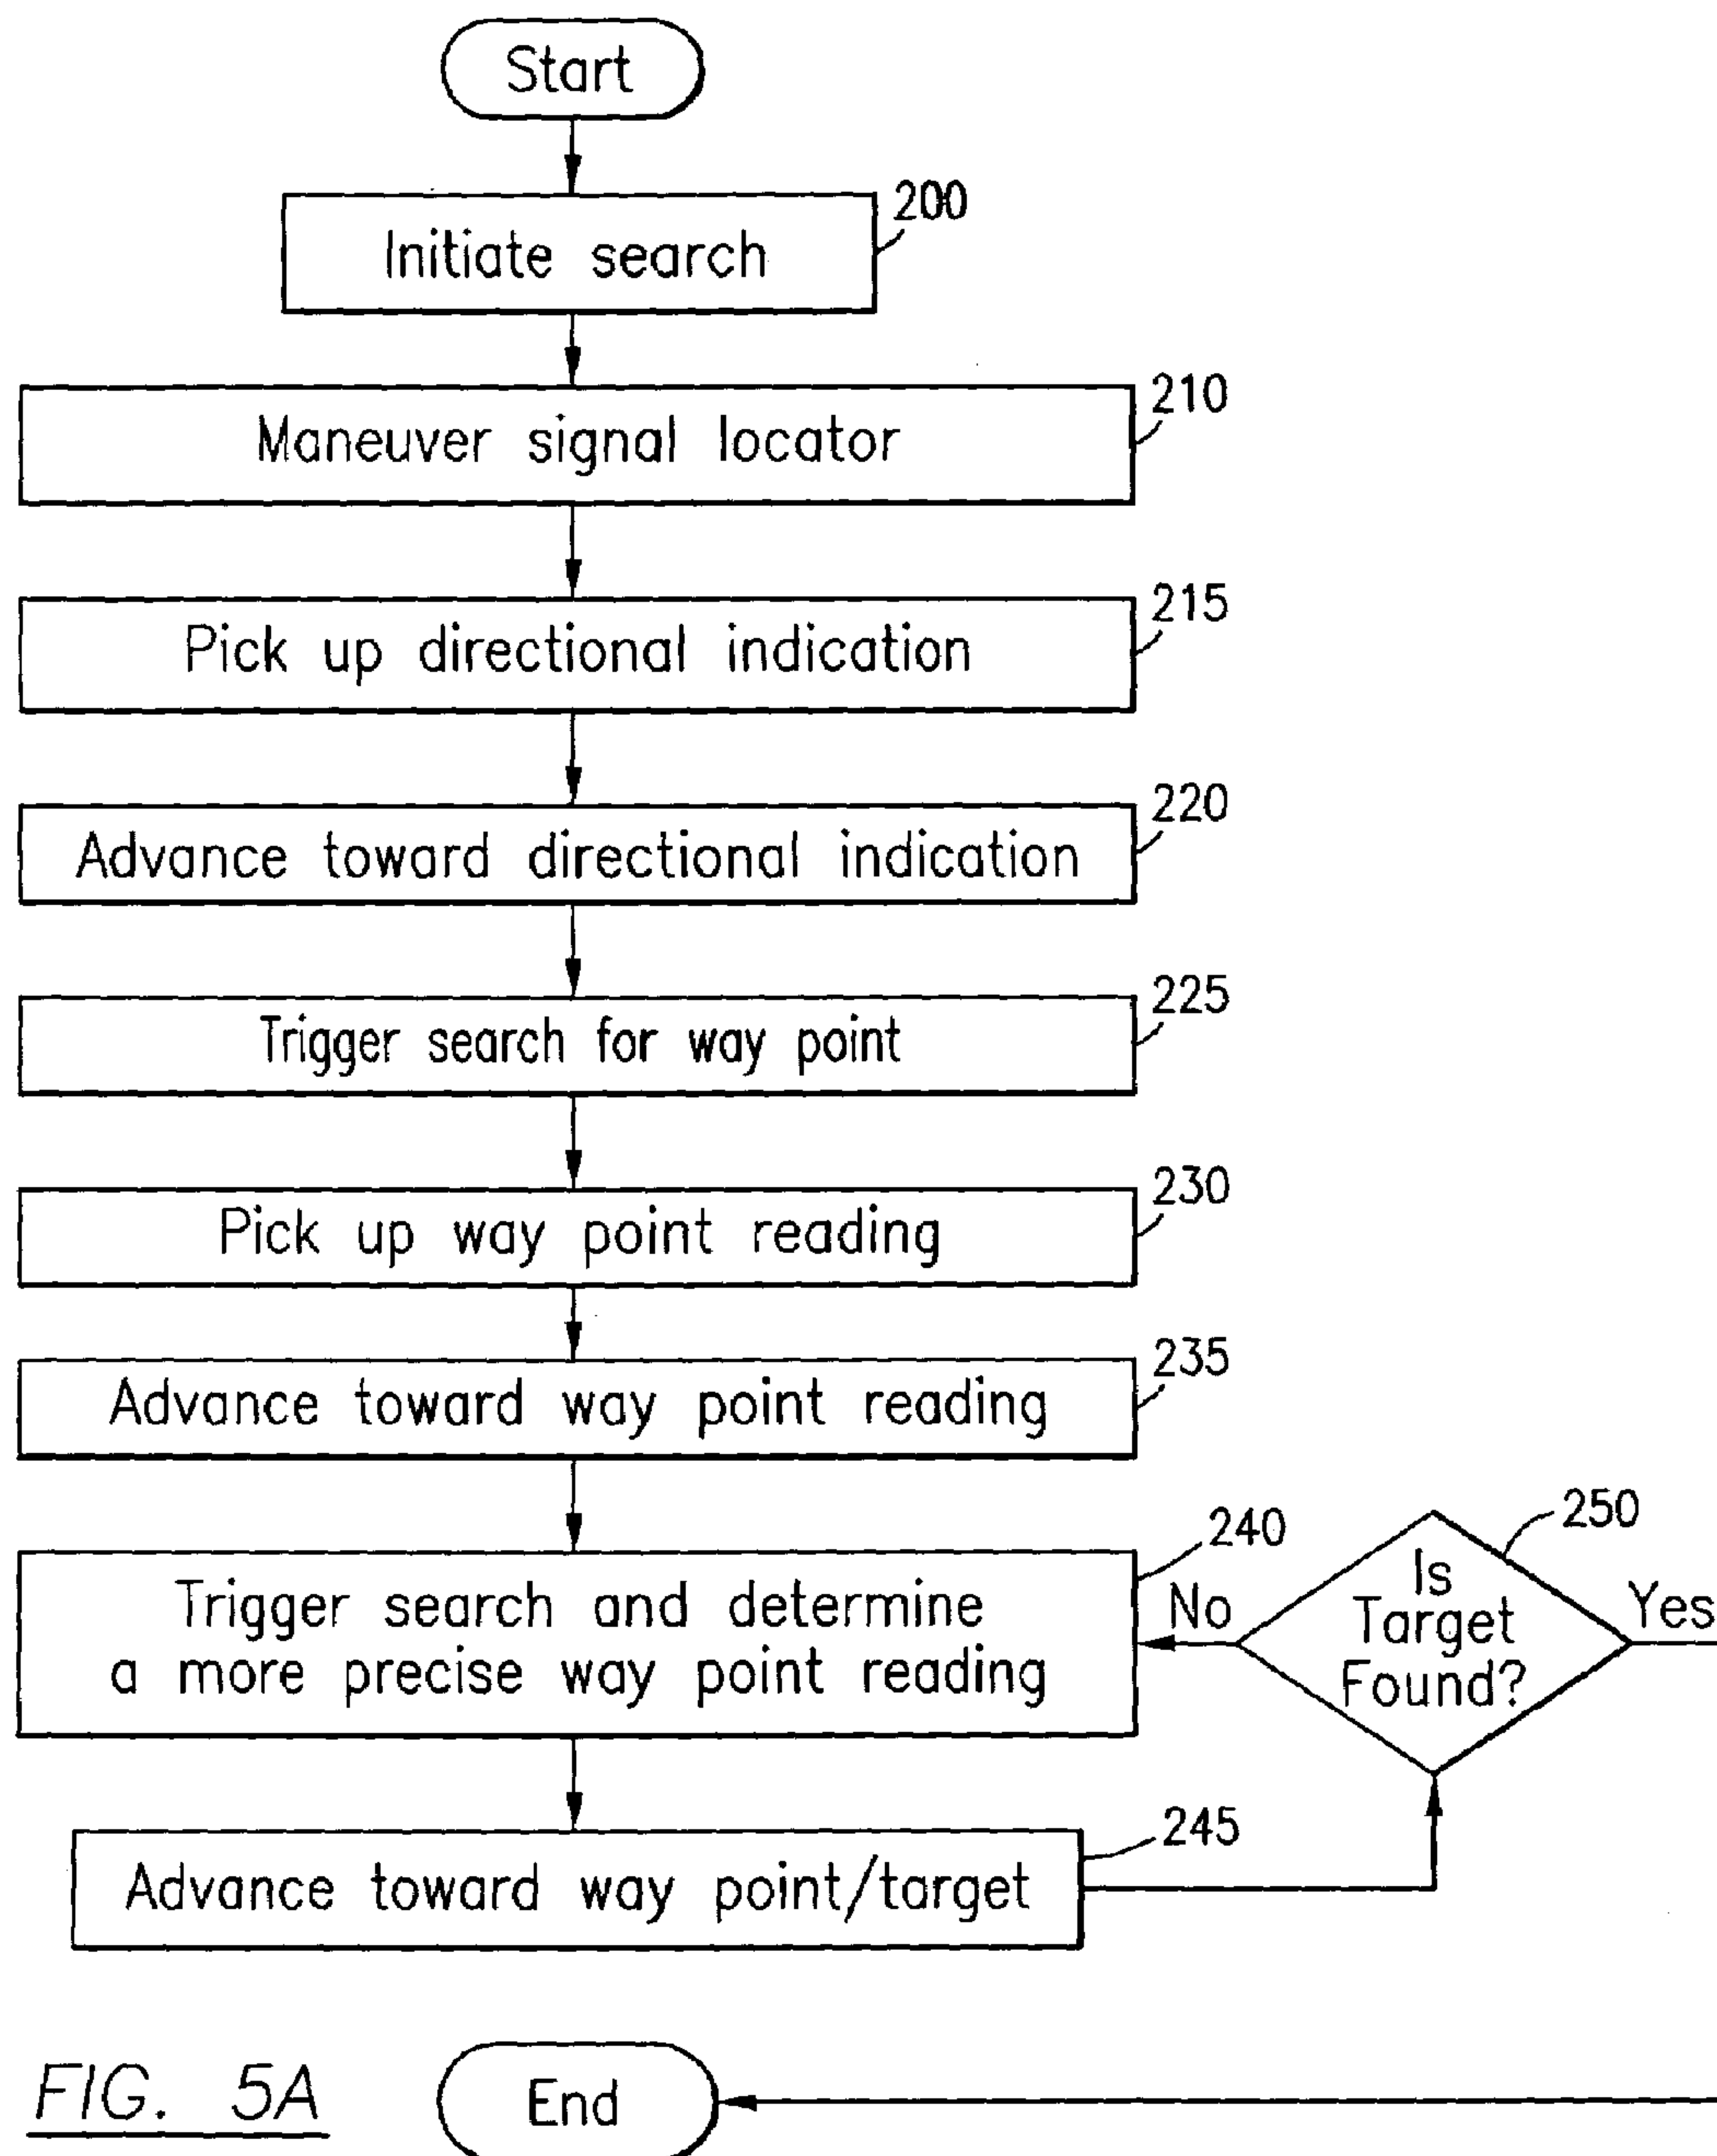 Start
200
Initiate search
210
Maneuver signal locator
215
Pick up directional indication
220
Advance toward directional indication
225
Trigger search for way point
230
Pick up way point reading
235
Advance toward way point reading
240
Trigger search and determine
a more precise way point reading
250
Is
Target
Found?
No
Yes
245
Advance toward way point/target
End
FIG. 5A